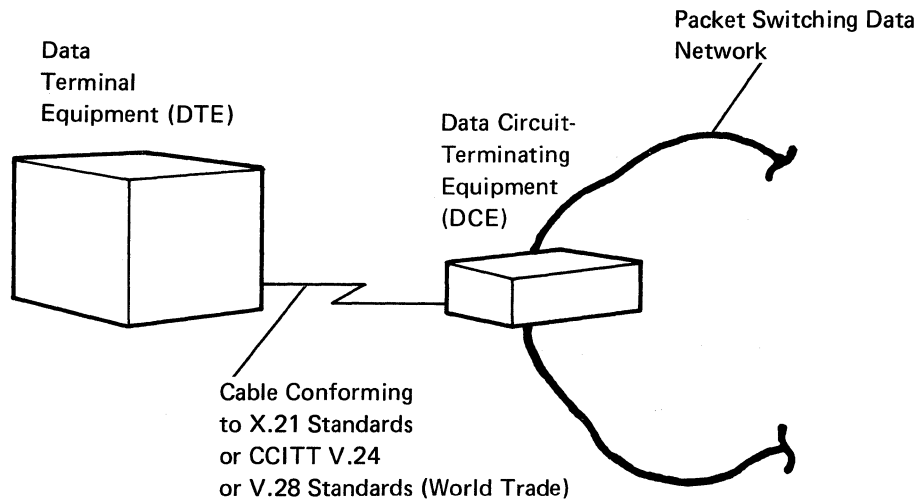 Packet Switching Data
Network
Data
Terminal
Equipment (DTE)
Data Circuit-
Terminating
Equipment
(DCE)
Cable Conforming
to X.21 Standards
or CCITT V.24
or V.28 Standards (World Trade)